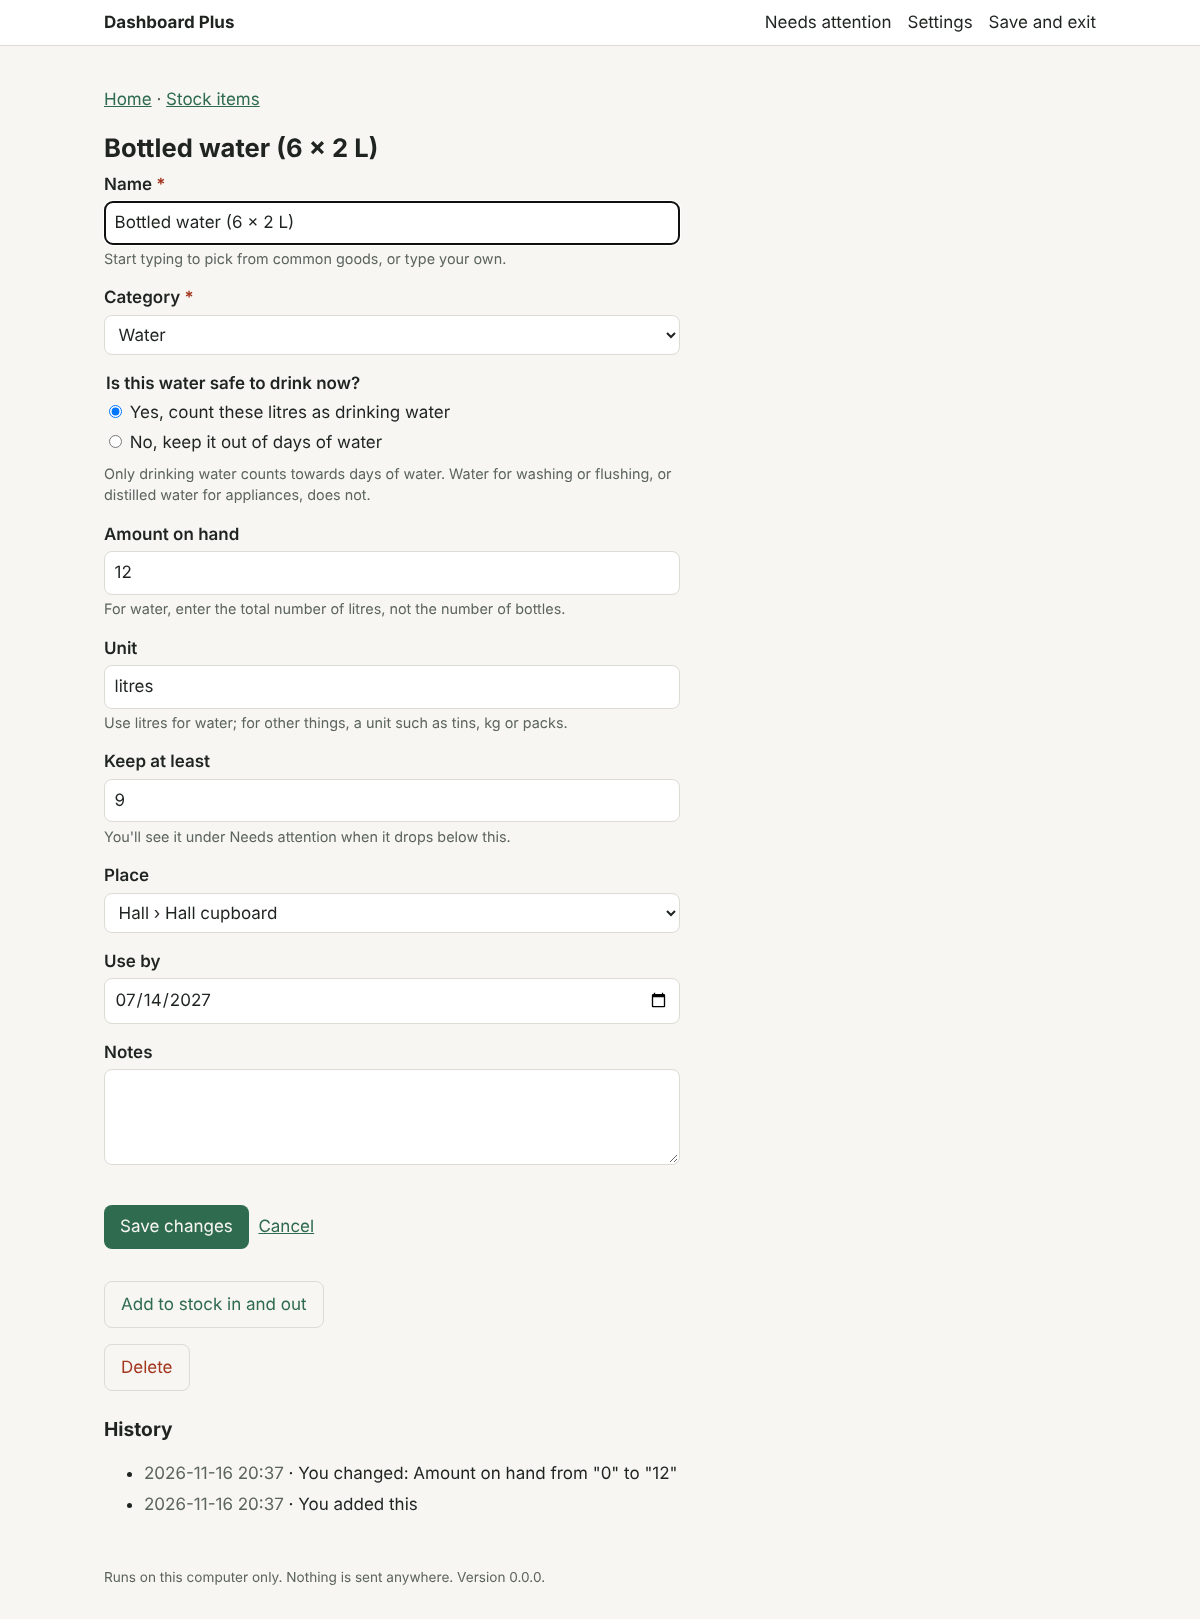 Dashboard Plus
Needs attention Settings Save and exit
Home · Stock items
Bottled water (6 × 2 L)
Name *
Bottled water (6 × 2 L)
Start typing to pick from common goods, or type your own.
Category *
Water
Is this water safe to drink now?
Yes, count these litres as drinking water
No, keep it out of days of water
Only drinking water counts towards days of water. Water for washing or flushing, or
distilled water for appliances, does not.
Amount on hand
12
For water, enter the total number of litres, not the number of bottles.
Unit
litres
Use litres for water; for other things, a unit such as tins, kg or packs.
Keep at least
9
You'll see it under Needs attention when it drops below this.
Place
Hall › Hall cupboard
Use by
07/14/2027
Notes
Save changes Cancel
Add to stock in and out
Delete
History
2026-11-16 20:37 · You changed: Amount on hand from "0" to "12"
2026-11-16 20:37 · You added this
Runs on this computer only. Nothing is sent anywhere. Version 0.0.0.